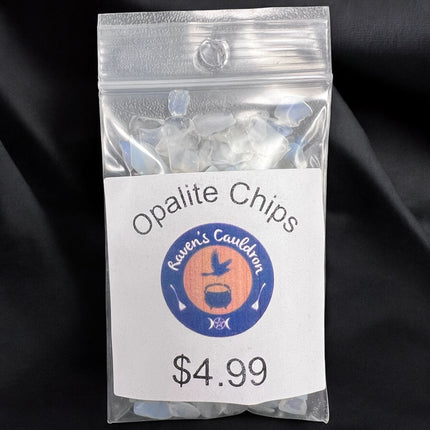 Opalite Chips
Raven's Cauldron
$4.99